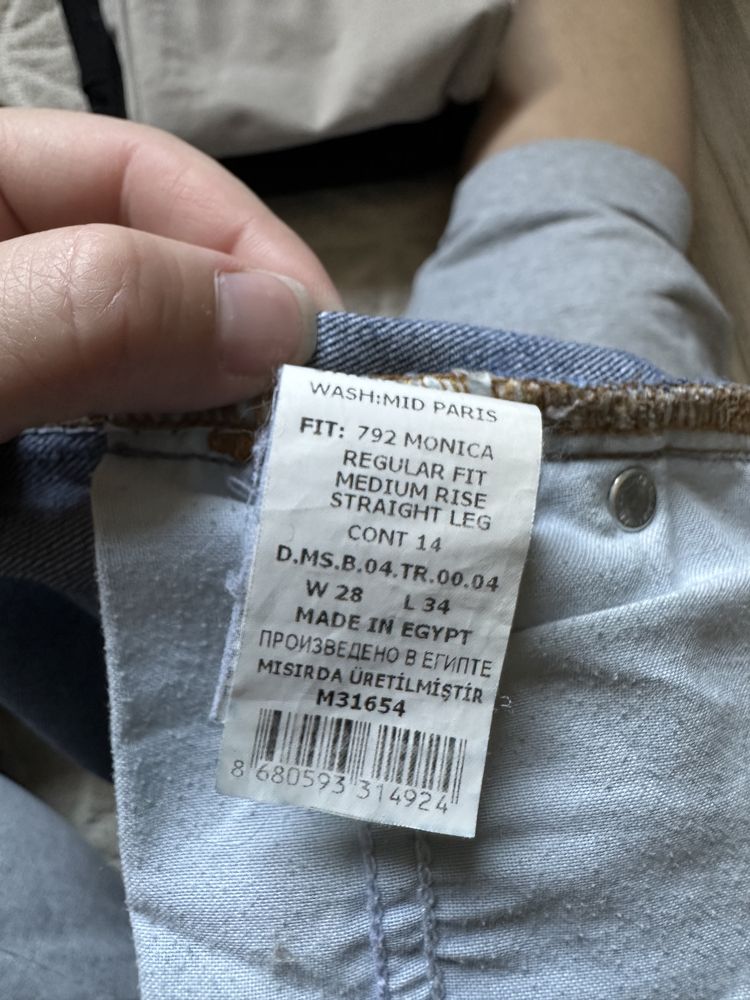 WASH:MID PARIS
FIT: 792 MONICA
REGULAR FIT
MEDIUM RISE
STRAIGHT LEG
CONT 14
D.MS.B.04.TR.00.04
W 28 L 34
MADE IN EGYPT
ПРОИЗВЕДЕНО В ЕГИПТЕ
MISIRDA ÜRETİLMİŞTİR
M31654
8 680593 314924